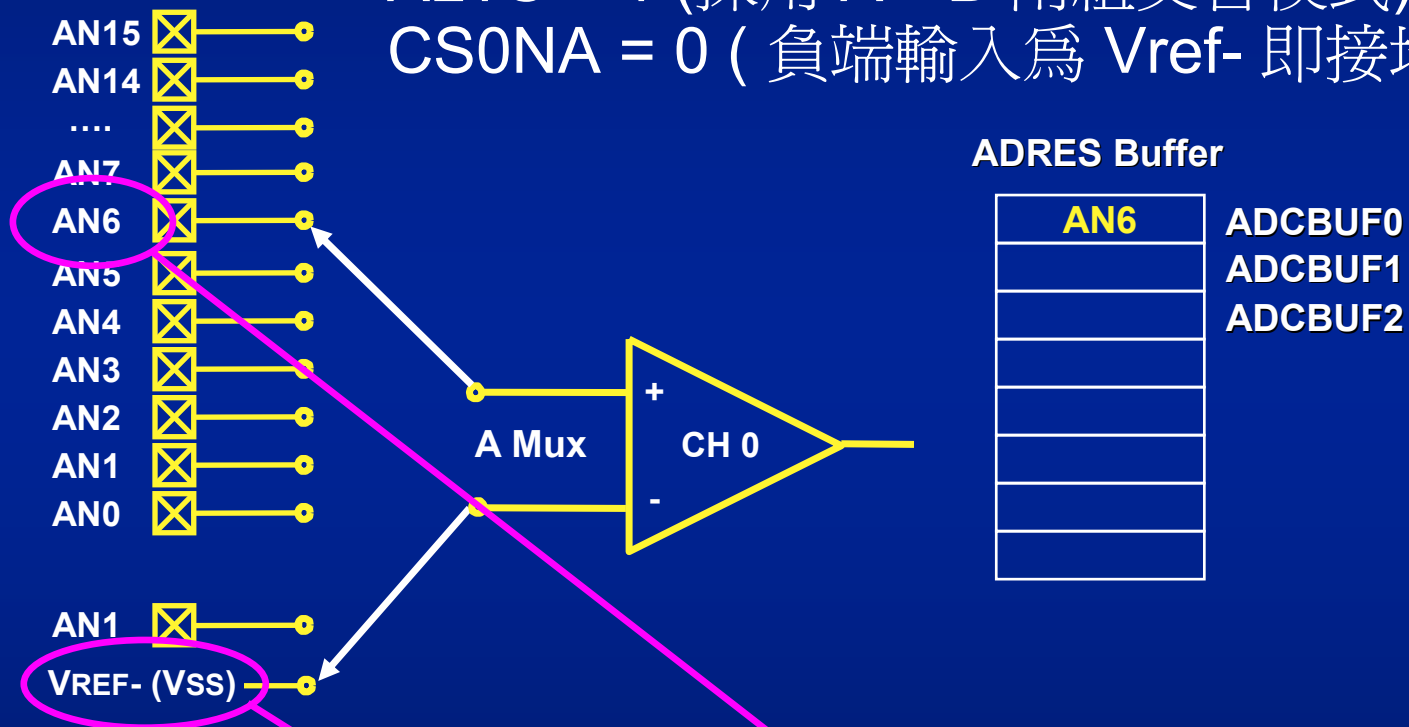 CS0NA = 0 ( 負端輸入爲 Vref- 即接
AN15
AN14
....
AN7
AN6
AN5
AN4
AN3
AN2
AN1
AN0
AN1
VREF- (VSS)
A Mux
+
CH 0
-
ADRES Buffer
AN6 ADCBUF0
ADCBUF1
ADCBUF2